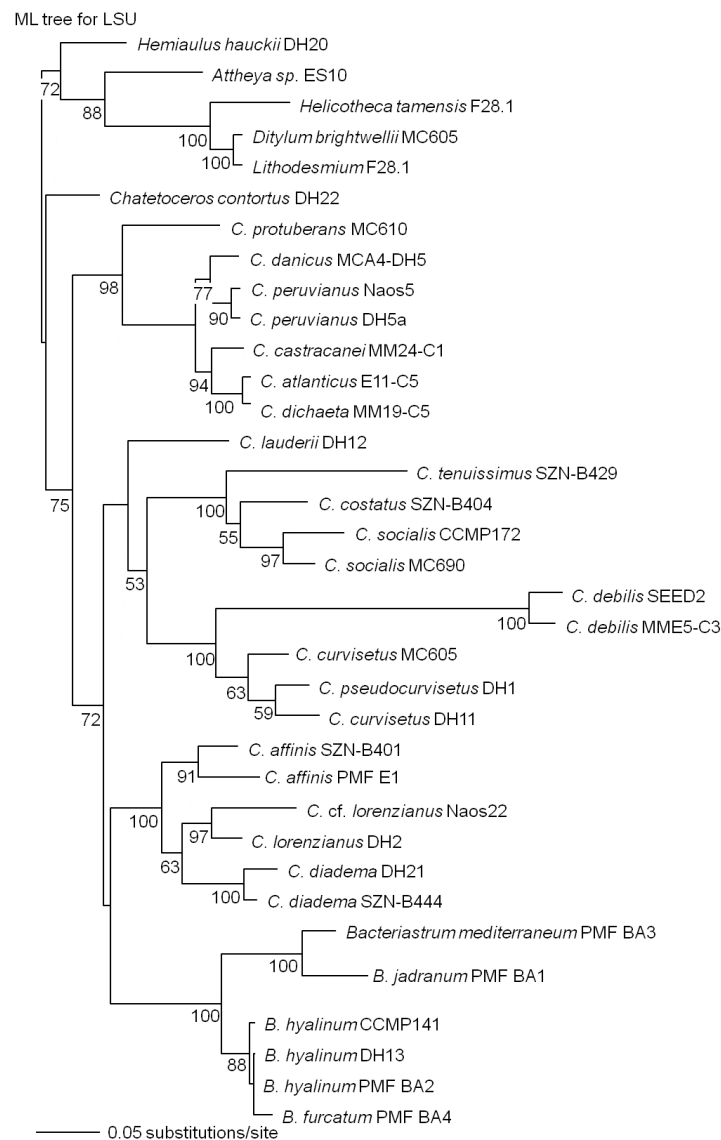 ML tree for LSU
Hemiaulus hauckii DH20
72
Attheya sp. ES10
88
Helicotheca tamensis F28.1
100
Ditylum brightwellii MC605
100
Lithodesmium F28.1
Chatetoceros contortus DH22
C. protuberans MC610
C. danicus MCA4-DH5
98
77
C. peruvianus Naos5
90
C. peruvianus DH5a
C. castracanei MM24-C1
94
C. atlanticus E11-C5
100
C. dichaeta MM19-C5
C. lauderii DH12
C. tenuissimus SZN-B429
75
100
C. costatus SZN-B404
55
C. socialis CCMP172
97
C. socialis MC690
53
C. debilis SEED2
100
C. debilis MME5-C3
100
C. curvisetus MC605
63
C. pseudocurvisetus DH1
59
C. curvisetus DH11
72
C. affinis SZN-B401
91
C. affinis PMF E1
100
C. cf. lorenzianus Naos22
97
C. lorenzianus DH2
63
C. diadema DH21
100
C. diadema SZN-B444
Bacteriastrum mediterraneum PMF BA3
100
B. jadranum PMF BA1
100
B. hyalinum CCMP141
B. hyalinum DH13
88
B. hyalinum PMF BA2
B. furcatum PMF BA4
0.05 substitutions/site